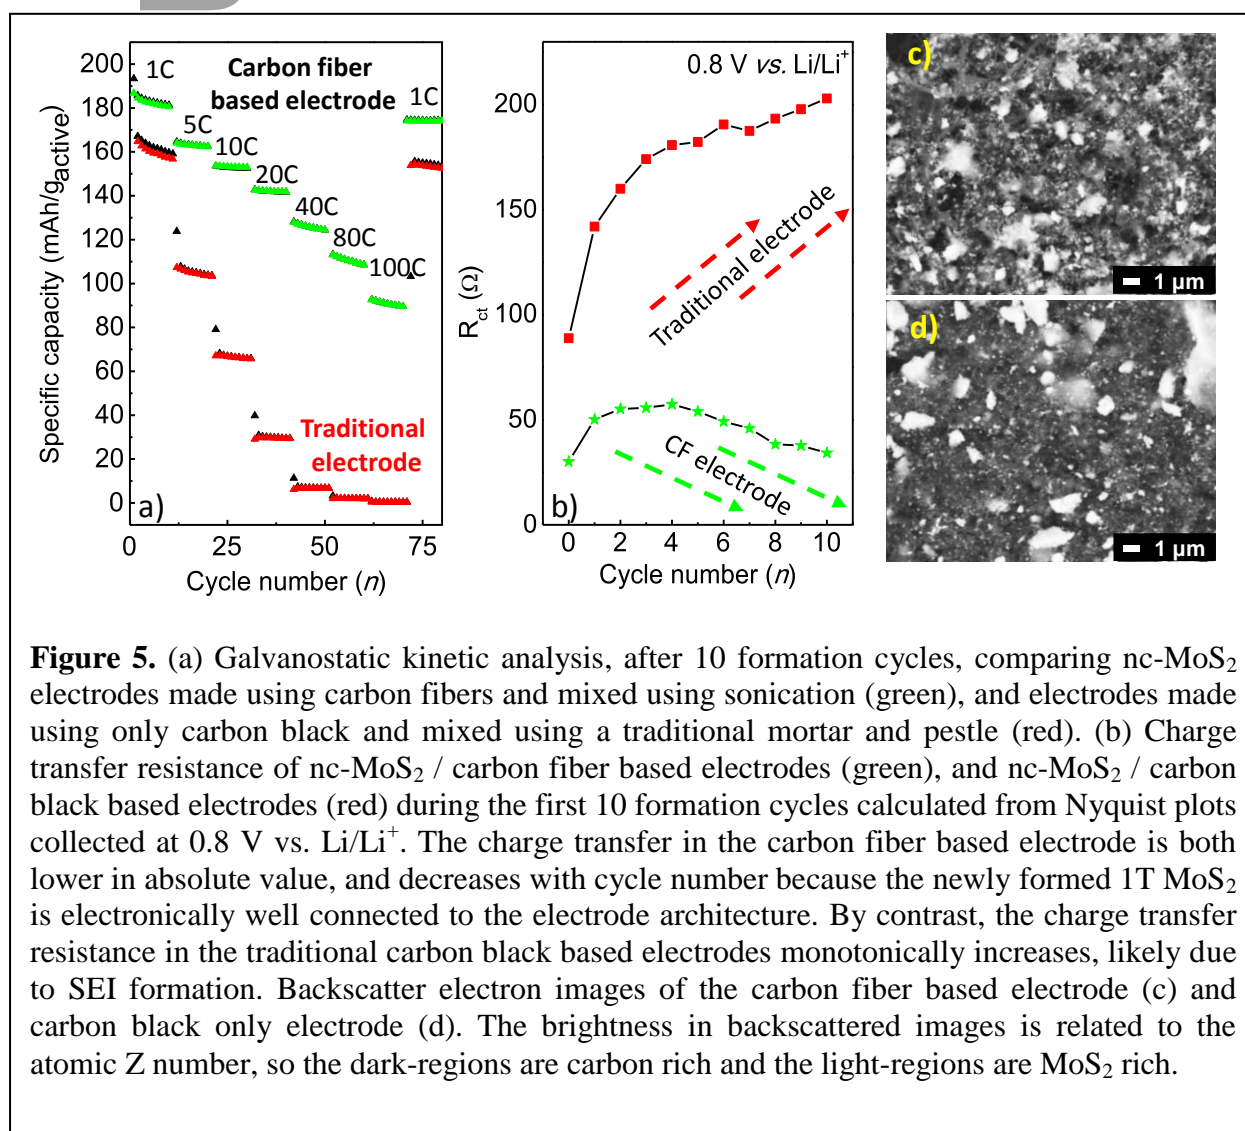 200
180
160
140
120
100
80
60
40
20
0
Specific capacity (mAh/g_active)
1C
Carbon fiber
based electrode
1C
5C
10C
20C
40C
80C
100C
Traditional
electrode
a)
0 25 50 75
Cycle number (n)
0.8 V vs. Li/Li⁺
200
150
100
50
0
R_ct (Ω)
Traditional electrode
CF electrode
b)
0 2 4 6 8 10
Cycle number (n)
c)
1 µm
d)
1 µm
Figure 5. (a) Galvanostatic kinetic analysis, after 10 formation cycles, comparing nc-MoS₂
electrodes made using carbon fibers and mixed using sonication (green), and electrodes made
using only carbon black and mixed using a traditional mortar and pestle (red). (b) Charge
transfer resistance of nc-MoS₂ / carbon fiber based electrodes (green), and nc-MoS₂ / carbon
black based electrodes (red) during the first 10 formation cycles calculated from Nyquist plots
collected at 0.8 V vs. Li/Li⁺. The charge transfer in the carbon fiber based electrode is both
lower in absolute value, and decreases with cycle number because the newly formed 1T MoS₂
is electronically well connected to the electrode architecture. By contrast, the charge transfer
resistance in the traditional carbon black based electrodes monotonically increases, likely due
to SEI formation. Backscatter electron images of the carbon fiber based electrode (c) and
carbon black only electrode (d). The brightness in backscattered images is related to the
atomic Z number, so the dark-regions are carbon rich and the light-regions are MoS₂ rich.